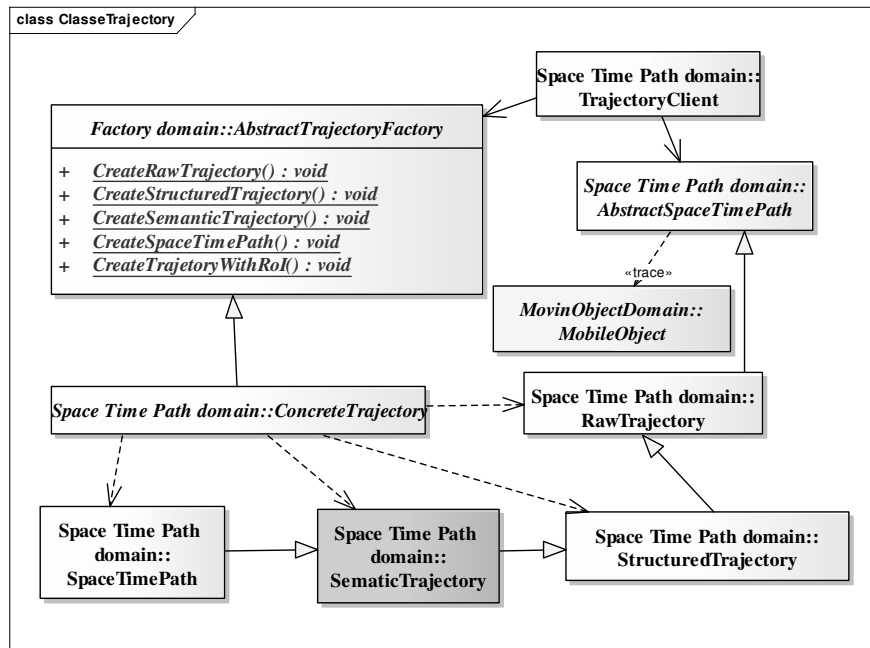 class ClasseTrajectory
Space Time Path domain::
TrajectoryClient
Factory domain::AbstractTrajectoryFactory
+ CreateRawTrajectory() : void
+ CreateStructuredTrajectory() : void
+ CreateSemanticTrajectory() : void
+ CreateSpaceTimePath() : void
+ CreateTrajetoryWithRoI() : void
Space Time Path domain::
AbstractSpaceTimePath
«trace»
MovinObjectDomain::
MobileObject
Space Time Path domain::ConcreteTrajectory
Space Time Path domain::
RawTrajectory
Space Time Path
domain::
SpaceTimePath
Space Time Path
domain::
SematicTrajectory
Space Time Path domain::
StructuredTrajectory